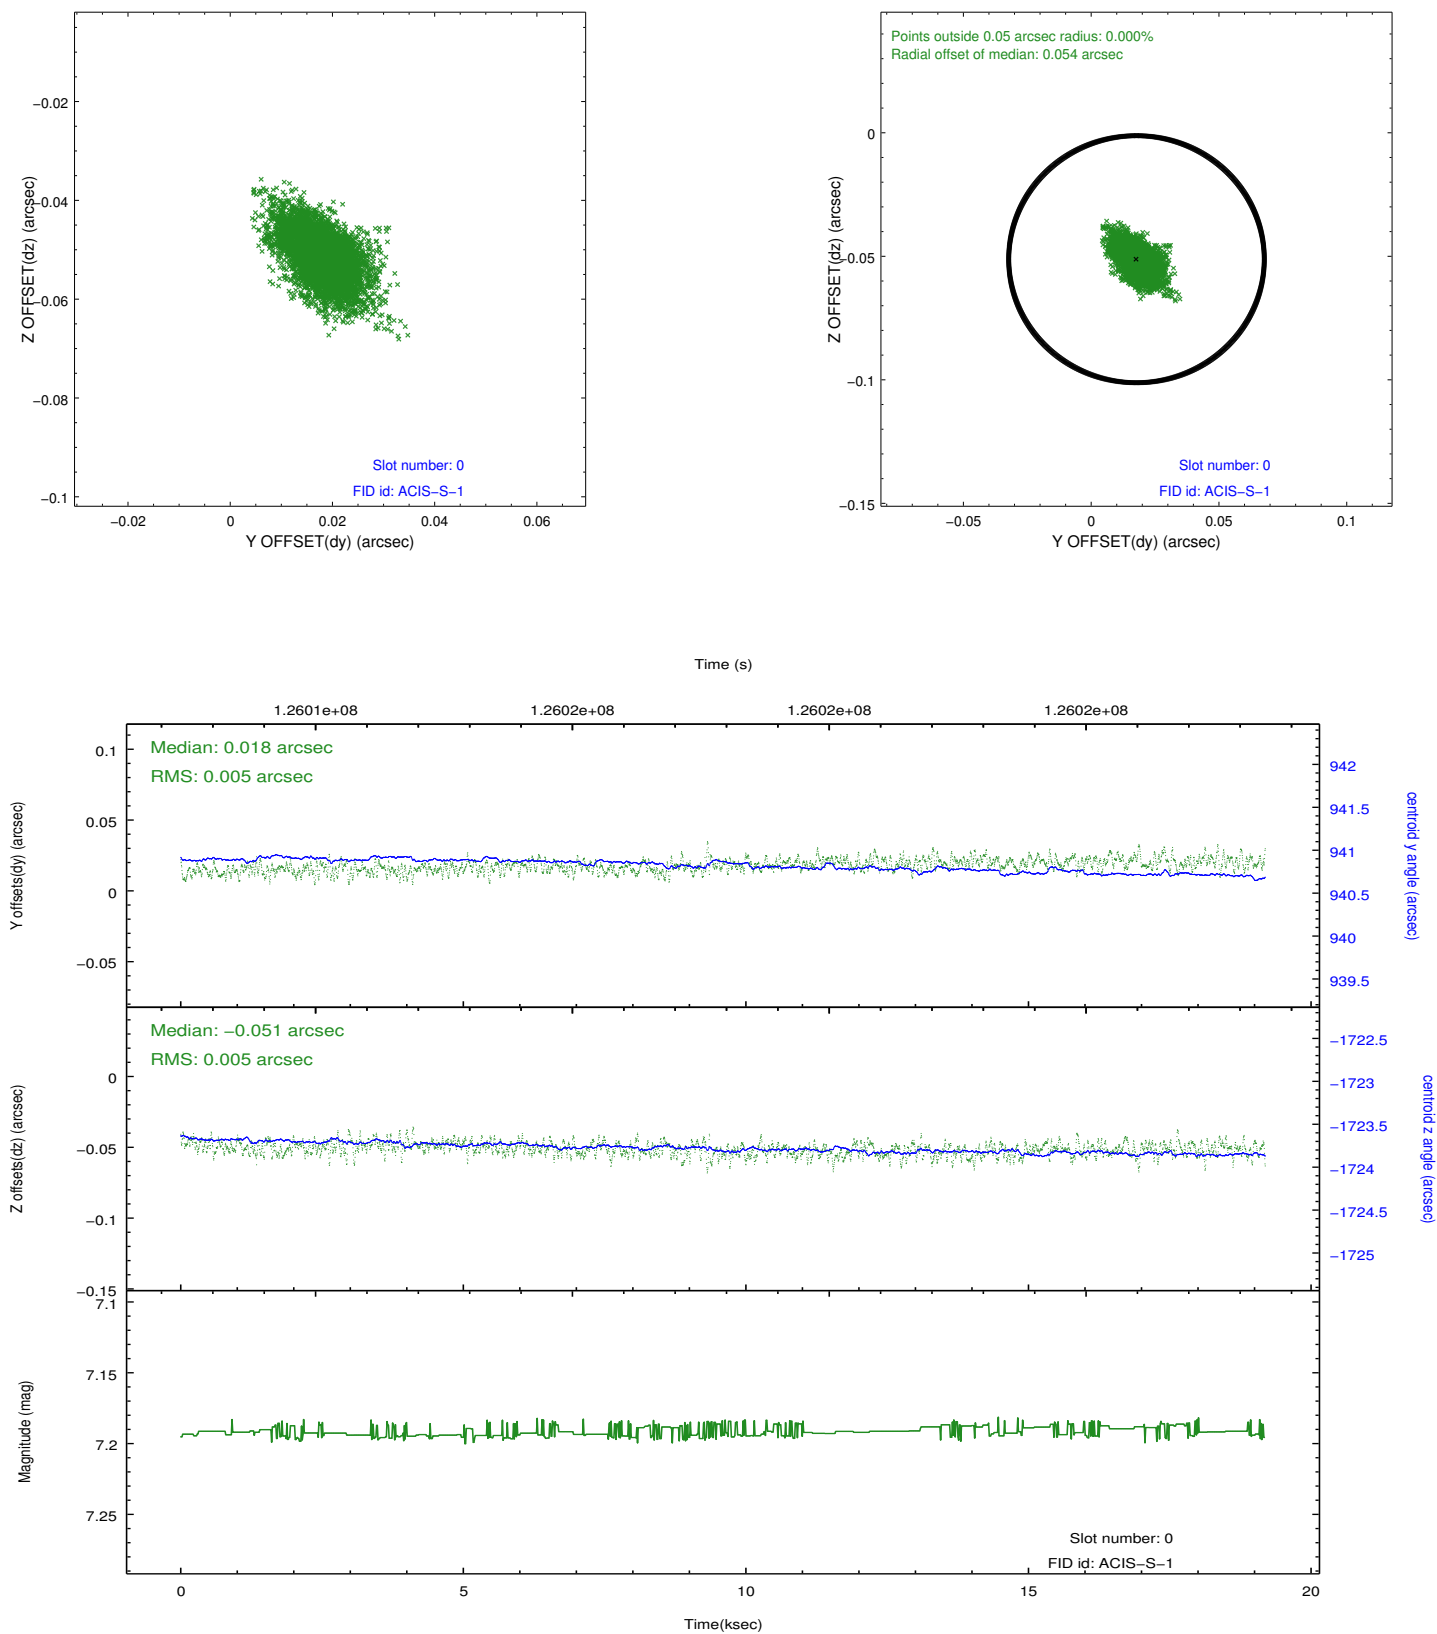 −0.02
−0.04
−0.06
−0.08
−0.1
Z OFFSET(dz) (arcsec)
−0.02
0
0.02
0.04
0.06
Y OFFSET(dy) (arcsec)
Slot number: 0
FID id: ACIS−S−1
Points outside 0.05 arcsec radius: 0.000%
Radial offset of median: 0.054 arcsec
0
−0.05
−0.1
−0.15
Z OFFSET(dz) (arcsec)
−0.05
0
0.05
0.1
Y OFFSET(dy) (arcsec)
Slot number: 0
FID id: ACIS−S−1
Time (s)
1.2601e+08
1.2602e+08
1.2602e+08
1.2602e+08
Median: 0.018 arcsec
RMS: 0.005 arcsec
0.1
0.05
0
−0.05
Y offsets(dy) (arcsec)
942
941.5
941
940.5
940
939.5
centroid y angle (arcsec)
Median: −0.051 arcsec
RMS: 0.005 arcsec
0
−0.05
−0.1
−0.15
Z offsets(dz) (arcsec)
−1722.5
−1723
−1723.5
−1724
−1724.5
−1725
centroid z angle (arcsec)
7.1
7.15
7.2
7.25
Magnitude (mag)
Slot number: 0
FID id: ACIS−S−1
0
5
10
15
20
Time(ksec)